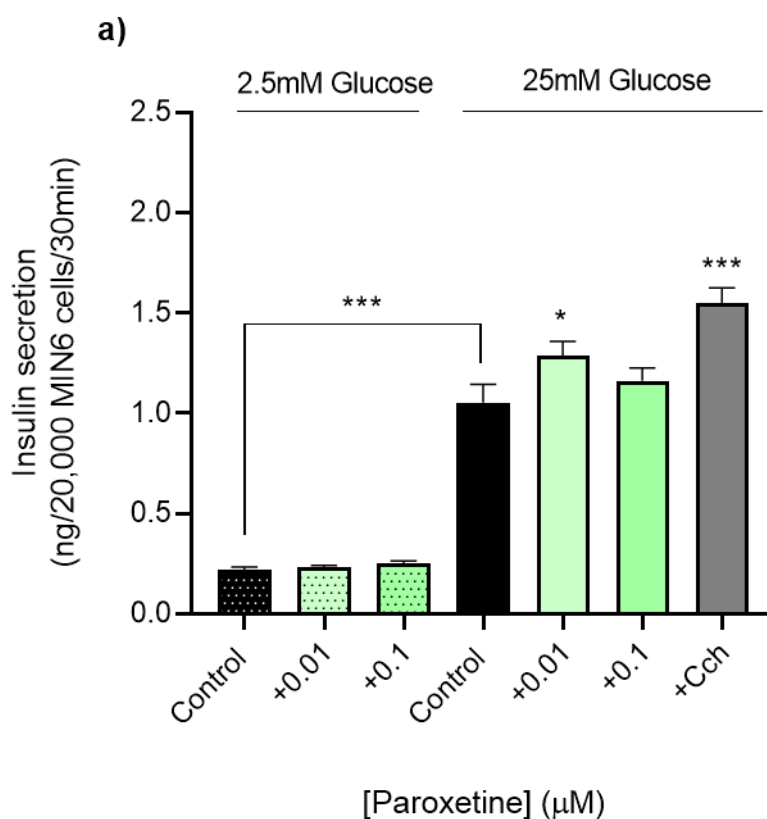 a)
2.5mM Glucose 25mM Glucose
Insulin secretion
(ng/20,000 MIN6 cells/30min)
2.5
2.0
1.5
1.0
0.5
0.0
***
*
***
Control +0.01 +0.1 Control +0.01 +0.1 +Cch
[Paroxetine] (μM)